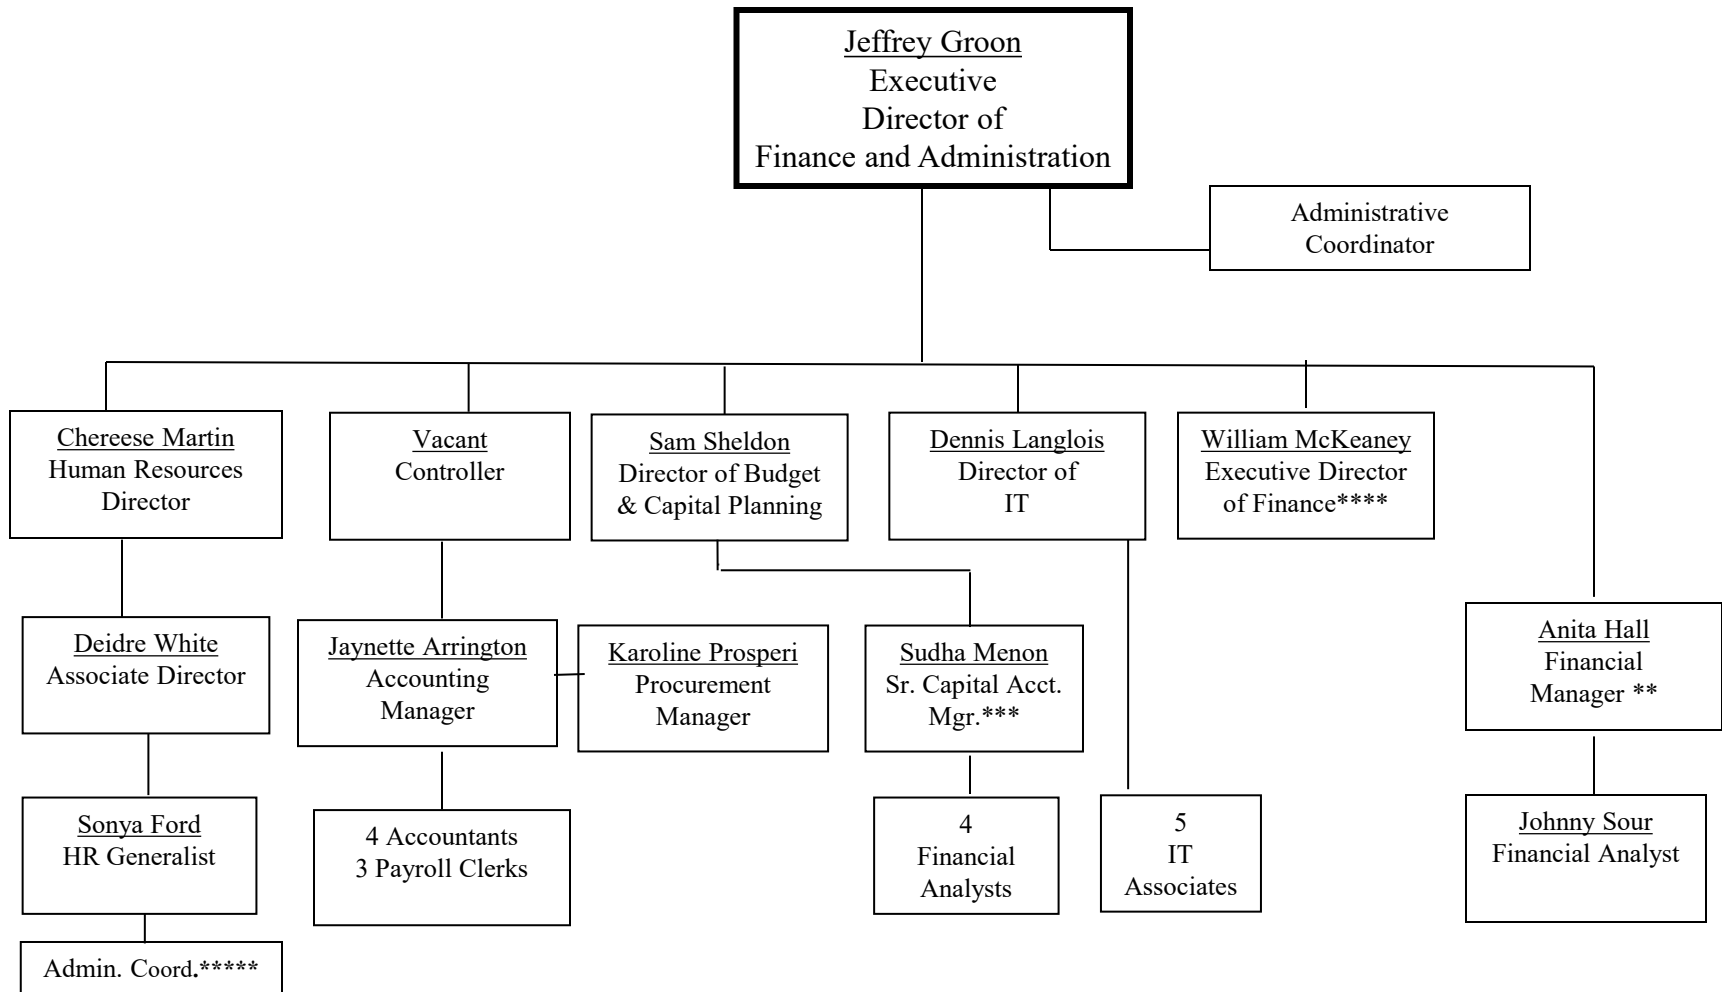 Jeffrey Groon
Executive
Director of
Finance and Administration
Administrative
Coordinator
Chereese Martin
Human Resources
Director
Vacant
Controller
Sam Sheldon
Director of Budget
& Capital Planning
Dennis Langlois
Director of
IT
William McKeaney
Executive Director
of Finance****
Deidre White
Associate Director
Jaynette Arrington
Accounting
Manager
Karoline Prosperi
Procurement
Manager
Sudha Menon
Sr. Capital Acct.
Mgr.***
Anita Hall
Financial
Manager **
Sonya Ford
HR Generalist
4 Accountants
3 Payroll Clerks
4
Financial
Analysts
5
IT
Associates
Johnny Sour
Financial Analyst
Admin. Coord.*****